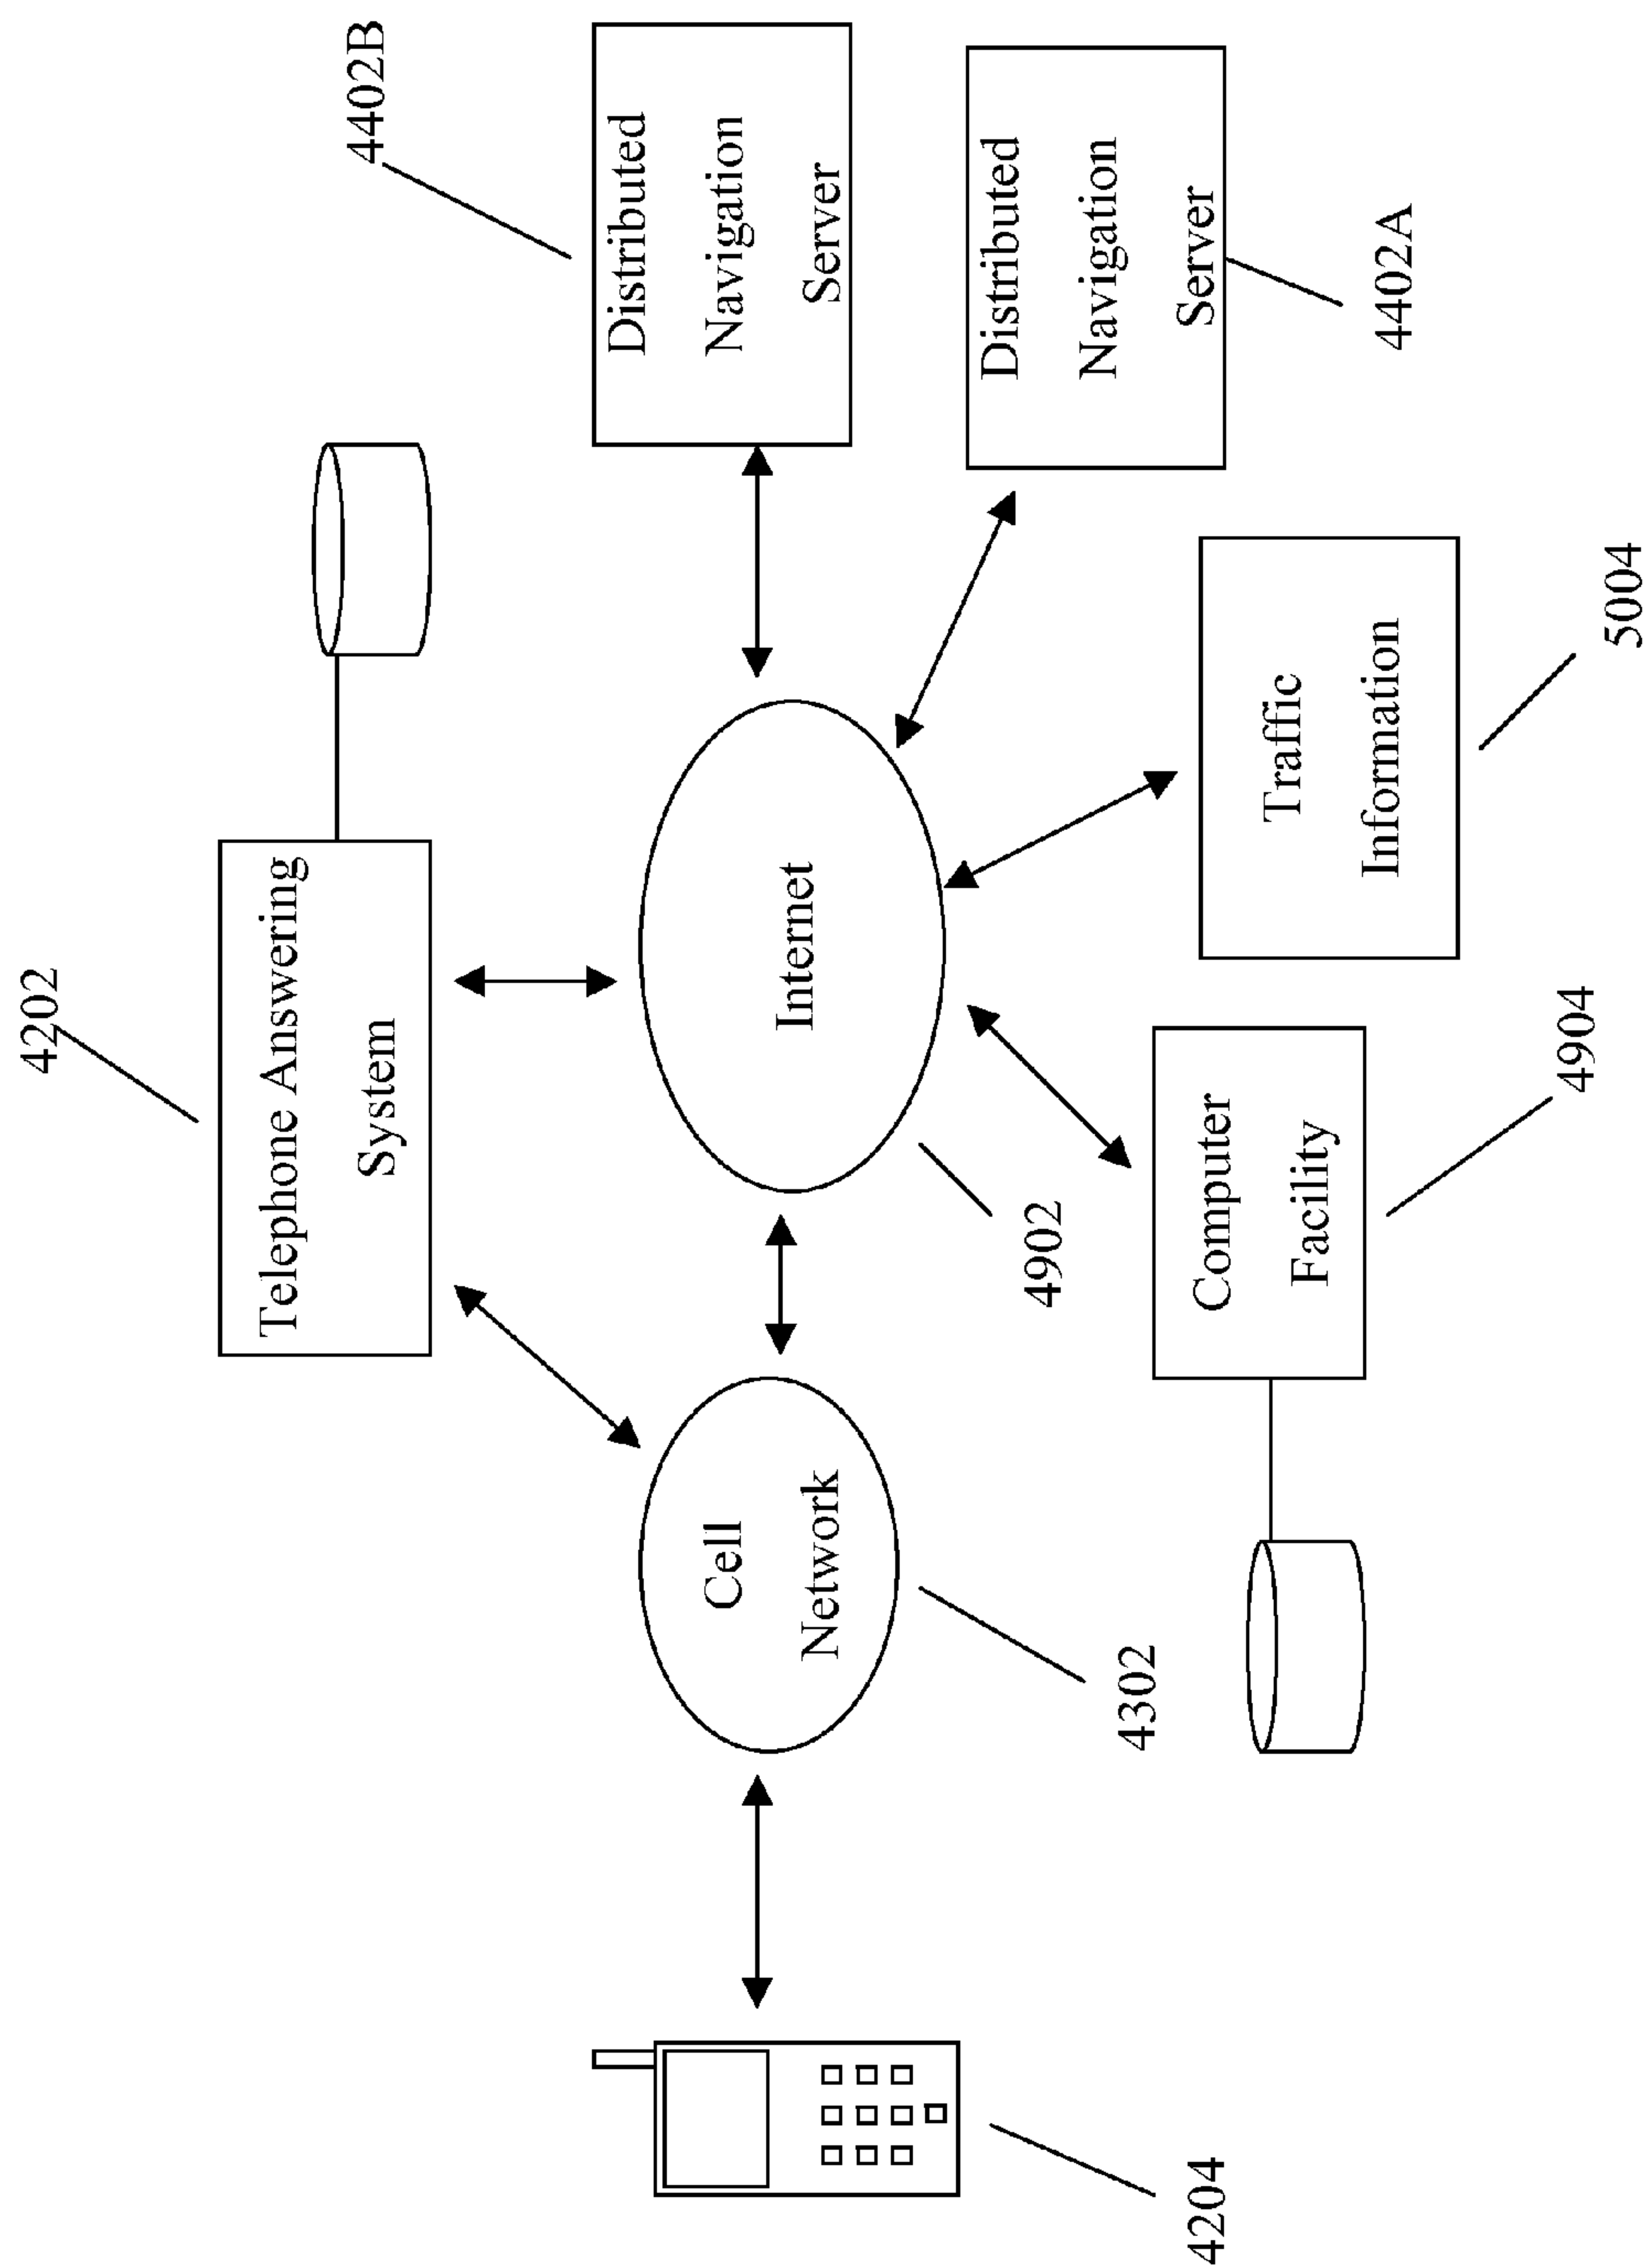 4202
Telephone Answering
System
4402B
Distributed
Navigation
Server
Distributed
Navigation
Server
4402A
Internet
4902
Cell
Network
4302
Traffic
Information
5004
Computer
Facility
4904
4204